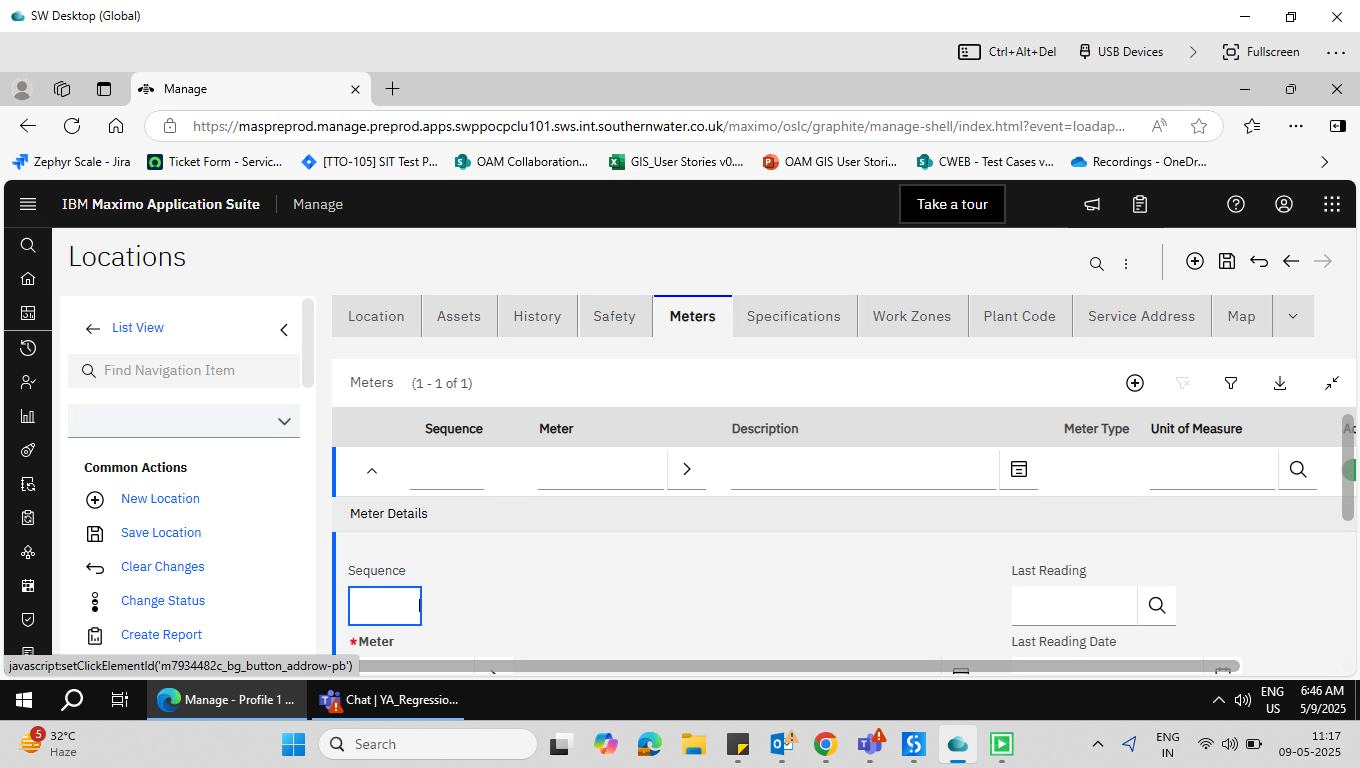 SW Desktop (Global)
Ctrl+Alt+Del USB Devices Fullscreen
Manage
https://maspreprod.manage.preprod.apps.swppocpclu101.sws.int.southernwater.co.uk/maximo/oslc/graphite/manage-shell/index.html?event=loadap...
Zephyr Scale - Jira Ticket Form - Servic... [TTO-105] SIT Test P... OAM Collaboration... GIS_User Stories v0.... OAM GIS User Stori... CWEB - Test Cases v... Recordings - OneDr...
IBM Maximo Application Suite Manage Take a tour
Locations
List View
Find Navigation Item
Common Actions
New Location
Save Location
Clear Changes
Change Status
Create Report
Location Assets History Safety Meters Specifications Work Zones Plant Code Service Address Map
Meters (1 - 1 of 1)
Sequence Meter Description Meter Type Unit of Measure
Meter Details
Sequence Last Reading
*Meter Last Reading Date
javascript:setClickElementId('m7934482c_bg_button_addrow-pb')
Manage - Profile 1 ... Chat | YA_Regressio...
ENG US
6:46 AM
5/9/2025
5
32°C
Haze
Search
ENG
IN
11:17
09-05-2025